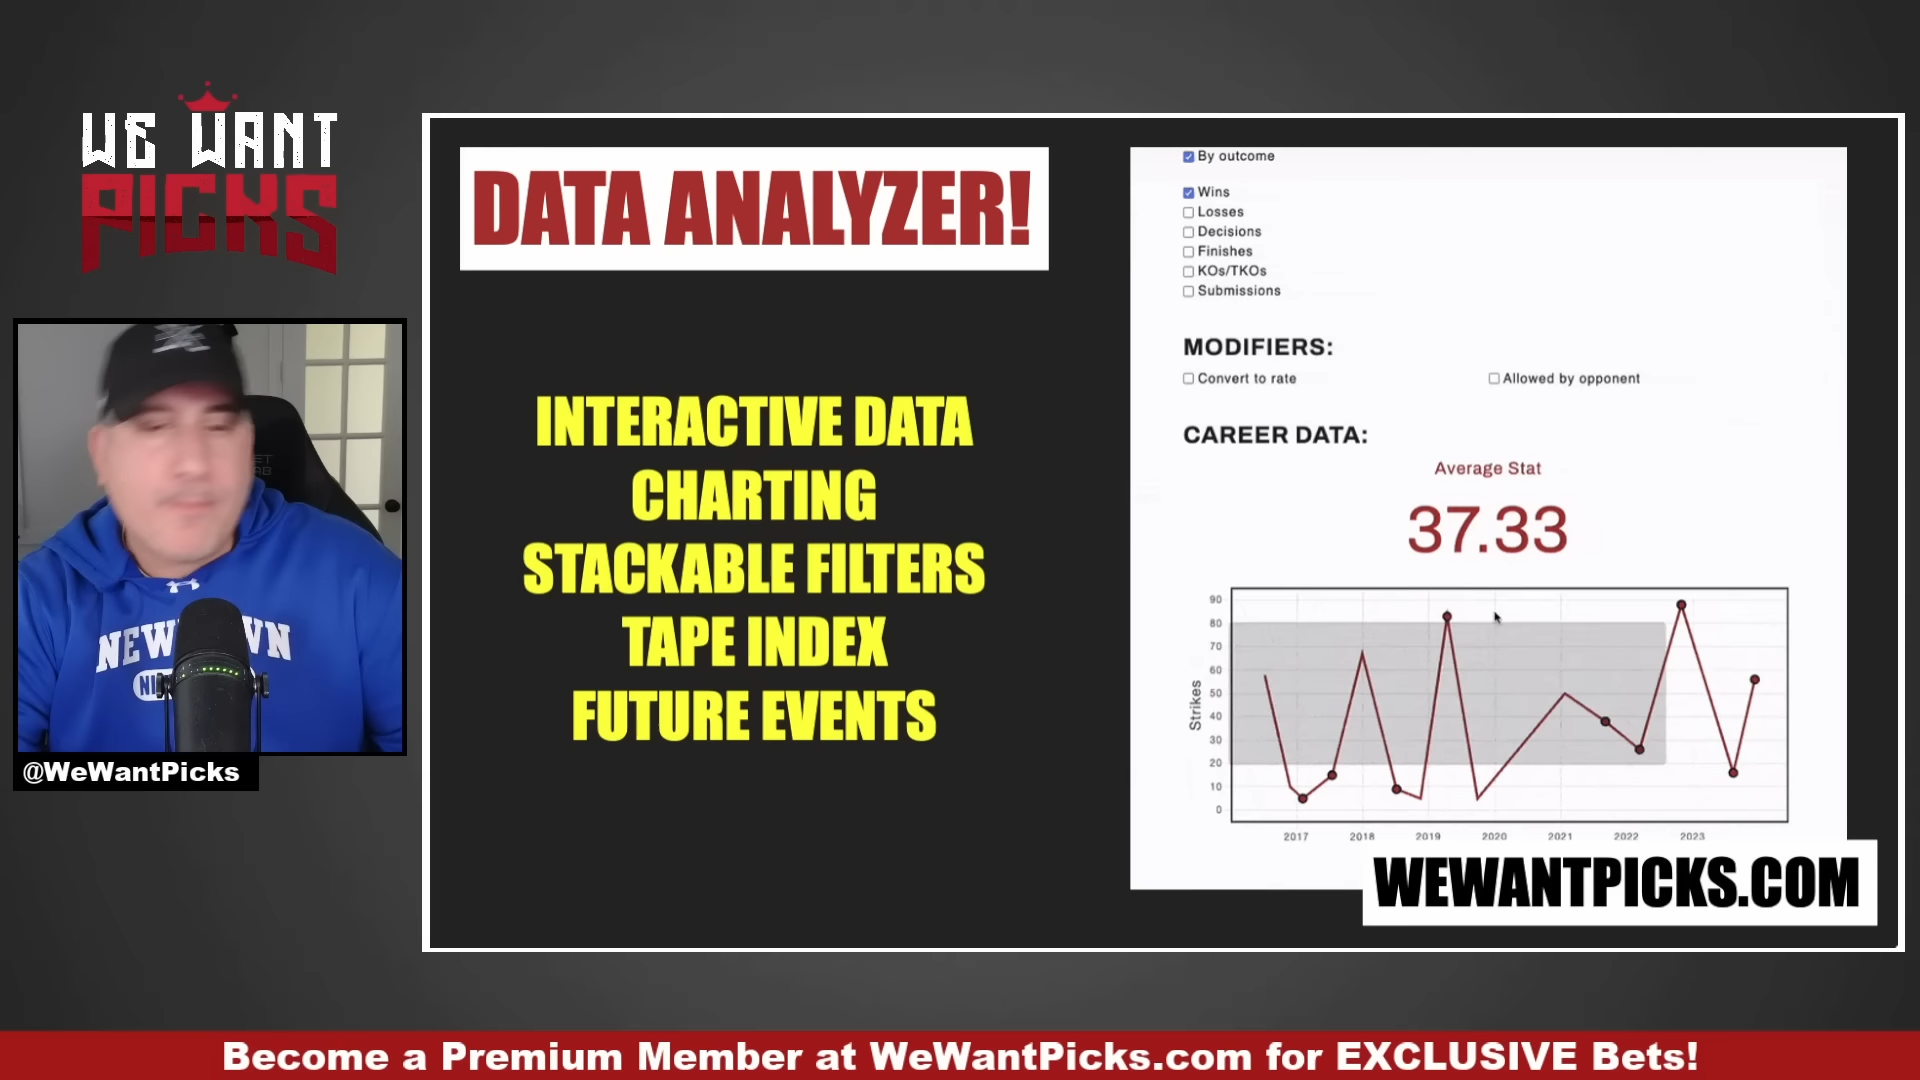 WE WANT
PICKS
@WeWantPicks
NEW
WN
NI
DATA ANALYZER!
INTERACTIVE DATA
CHARTING
STACKABLE FILTERS
TAPE INDEX
FUTURE EVENTS
By outcome
Wins
Losses
Decisions
Finishes
KOs/TKOs
Submissions
MODIFIERS:
Convert to rate
Allowed by opponent
CAREER DATA:
Average Stat
37.33
Strikes
90
80
70
60
50
40
30
20
10
0
2017 2018 2019 2020 2021 2022 2023
WEWANTPICKS.COM
Become a Premium Member at WeWantPicks.com for EXCLUSIVE Bets!